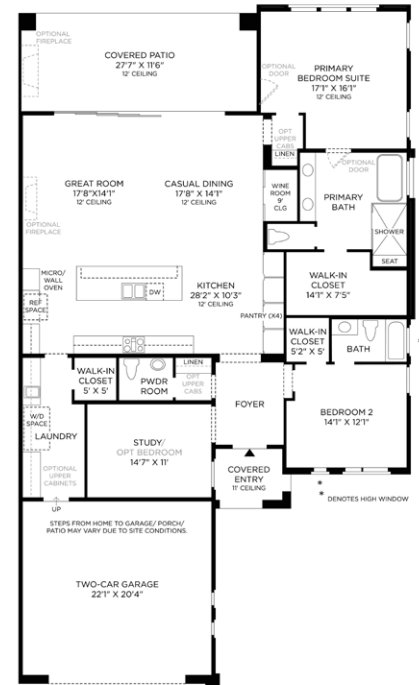 OPTIONAL
FIREPLACE
COVERED PATIO
27'7" X 11'6"
12' CEILING
OPTIONAL
DOOR
PRIMARY
BEDROOM SUITE
17'1" X 16'1"
12' CEILING
OPT
UPPER
CABS
LINEN
OPTIONAL
DOOR
GREAT ROOM
17'8"X14'1"
12' CEILING
CASUAL DINING
17'8" X 14'1"
12' CEILING
WINE
ROOM
9'
CLG
PRIMARY
BATH
OPTIONAL
FIREPLACE
SHOWER
SEAT
MICRO/
WALL
OVEN
DW
KITCHEN
28'2" X 10'3"
12' CEILING
WALK-IN
CLOSET
14'1" X 7'5"
REF
SPACE
PANTRY (X4)
WALK-IN
CLOSET
5'2" X 5'
BATH
WALK-IN
CLOSET
5' X 5'
PWDR
ROOM
LINEN
OPT
UPPER
CABS
FOYER
BEDROOM 2
14'1" X 12'1"
W/D
SPACE
LAUNDRY
STUDY/
OPT BEDROOM
14'7" X 11'
OPTIONAL
UPPER
CABINETS
COVERED
ENTRY
11' CEILING
UP
* DENOTES HIGH WINDOW
STEPS FROM HOME TO GARAGE/ PORCH/
PATIO MAY VARY DUE TO SITE CONDITIONS.
TWO-CAR GARAGE
22'1" X 20'4"